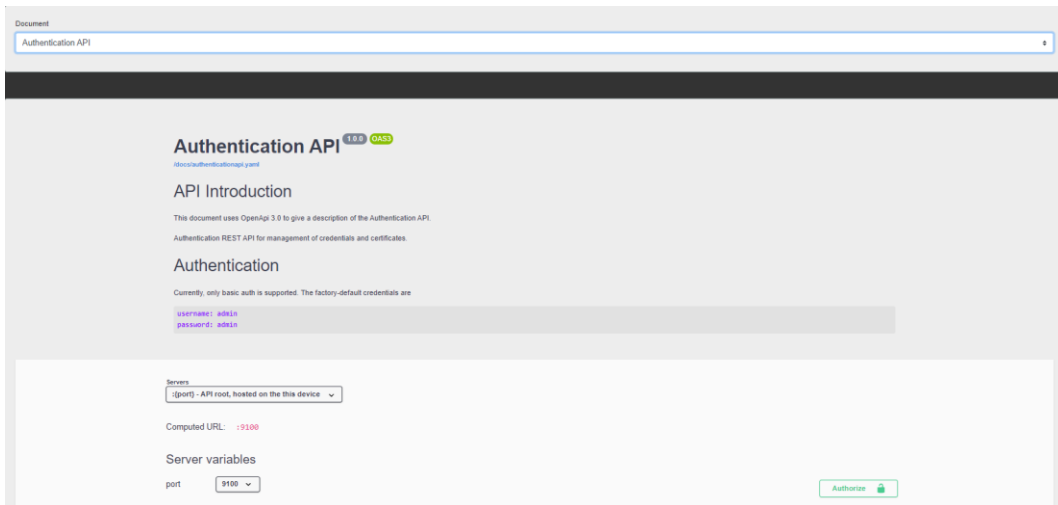 Document
Authentication API
Authentication API 1.0.0 OAS3
/docs/authenticationapi.yaml
API Introduction
This document uses OpenApi 3.0 to give a description of the Authentication API.
Authentication REST API for management of credentials and certificates.
Authentication
Currently, only basic auth is supported. The factory-default credentials are
username: admin
password: admin
Servers
:{port} - API root, hosted on the this device
Computed URL: :9100
Server variables
port 9100
Authorize